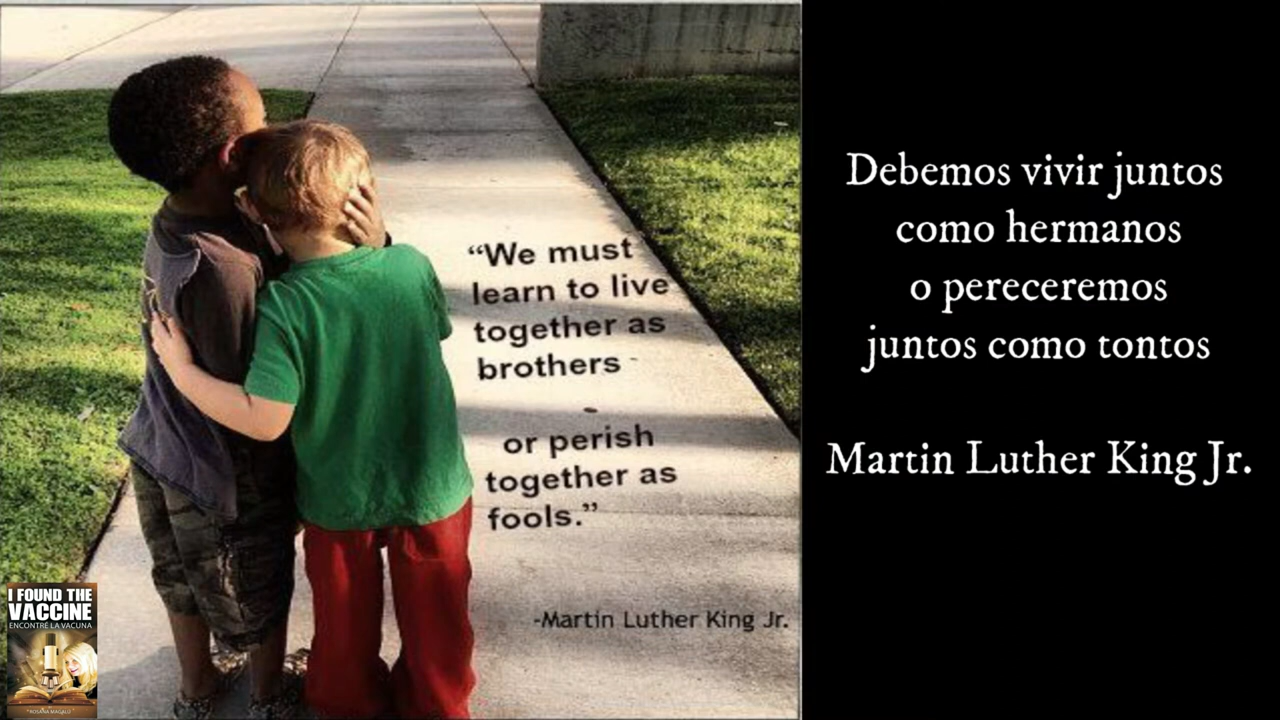 “We must
learn to live
together as
brothers
or perish
together as
fools.”
-Martin Luther King Jr.
Debemos vivir juntos
como hermanos
o pereceremos
juntos como tontos
Martin Luther King Jr.
I FOUND THE
VACCINE
ENCONTRÉ LA VACUNA